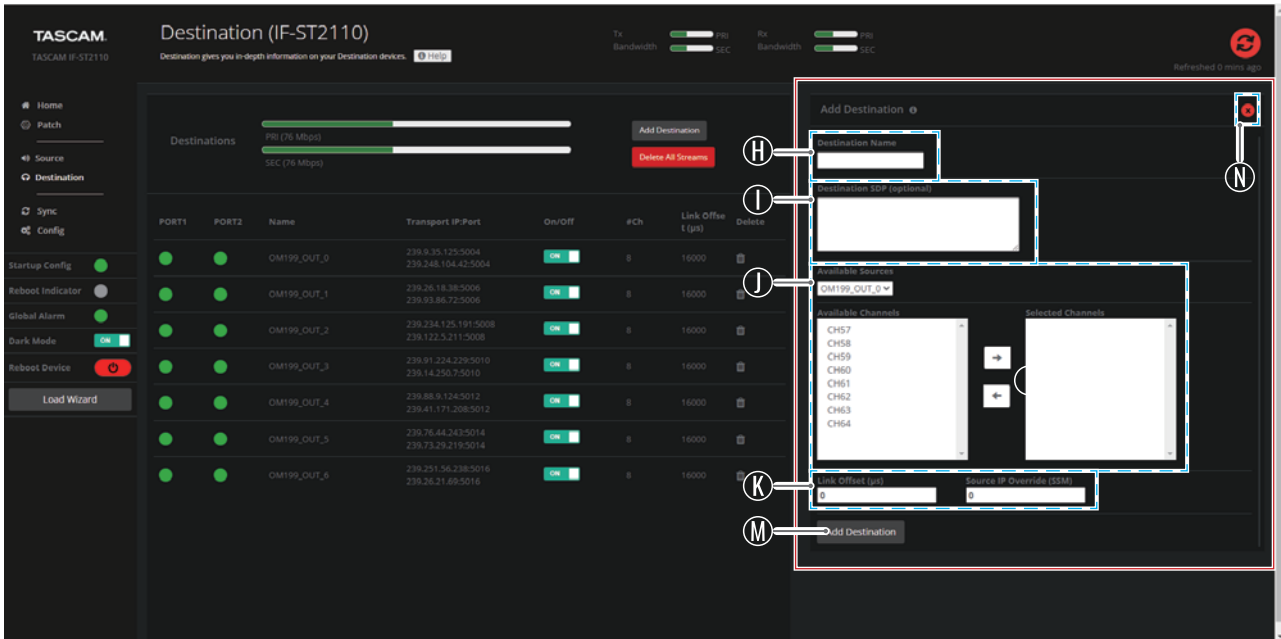 TASCAM.
TASCAM IF-ST2110
Destination (IF-ST2110)
Destination gives you in-depth information on your Destination devices.
Help
Tx
Bandwidth
PRI
SEC
Rx
Bandwidth
PRI
SEC
Refreshed 0 mins ago
Home
Patch
Source
Destination
Sync
Config
Startup Config
Reboot Indicator
Global Alarm
Dark Mode ON
Reboot Device
Load Wizard
Destinations
PRI (76 Mbps)
SEC (76 Mbps)
Add Destination
Delete All Streams
PORT1 PORT2 Name Transport IP:Port On/Off #Ch Link Offse
t (µs) Delete
OM199_OUT_0 239.9.35.125:5004 ON 8 16000
239.248.104.42:5004
OM199_OUT_1 239.26.18.38:5006 ON 8 16000
239.93.86.72:5006
OM199_OUT_2 239.234.125.191:5008 ON 8 16000
239.122.5.211:5008
OM199_OUT_3 239.91.224.229:5010 ON 8 16000
239.14.250.7:5010
OM199_OUT_4 239.88.9.124:5012 ON 8 16000
239.41.171.208:5012
OM199_OUT_5 239.76.44.243:5014 ON 8 16000
239.73.29.219:5014
OM199_OUT_6 239.251.56.238:5016 ON 8 16000
239.26.21.69:5016
Add Destination
N
H
Destination Name
I
Destination SDP (optional)
J
Available Sources
OM199_OUT_0
Available Channels
CH57
CH58
CH59
CH60
CH61
CH62
CH63
CH64
Selected Channels
K
Link Offset (µs)
0
Source IP Override (SSM)
0
M
Add Destination